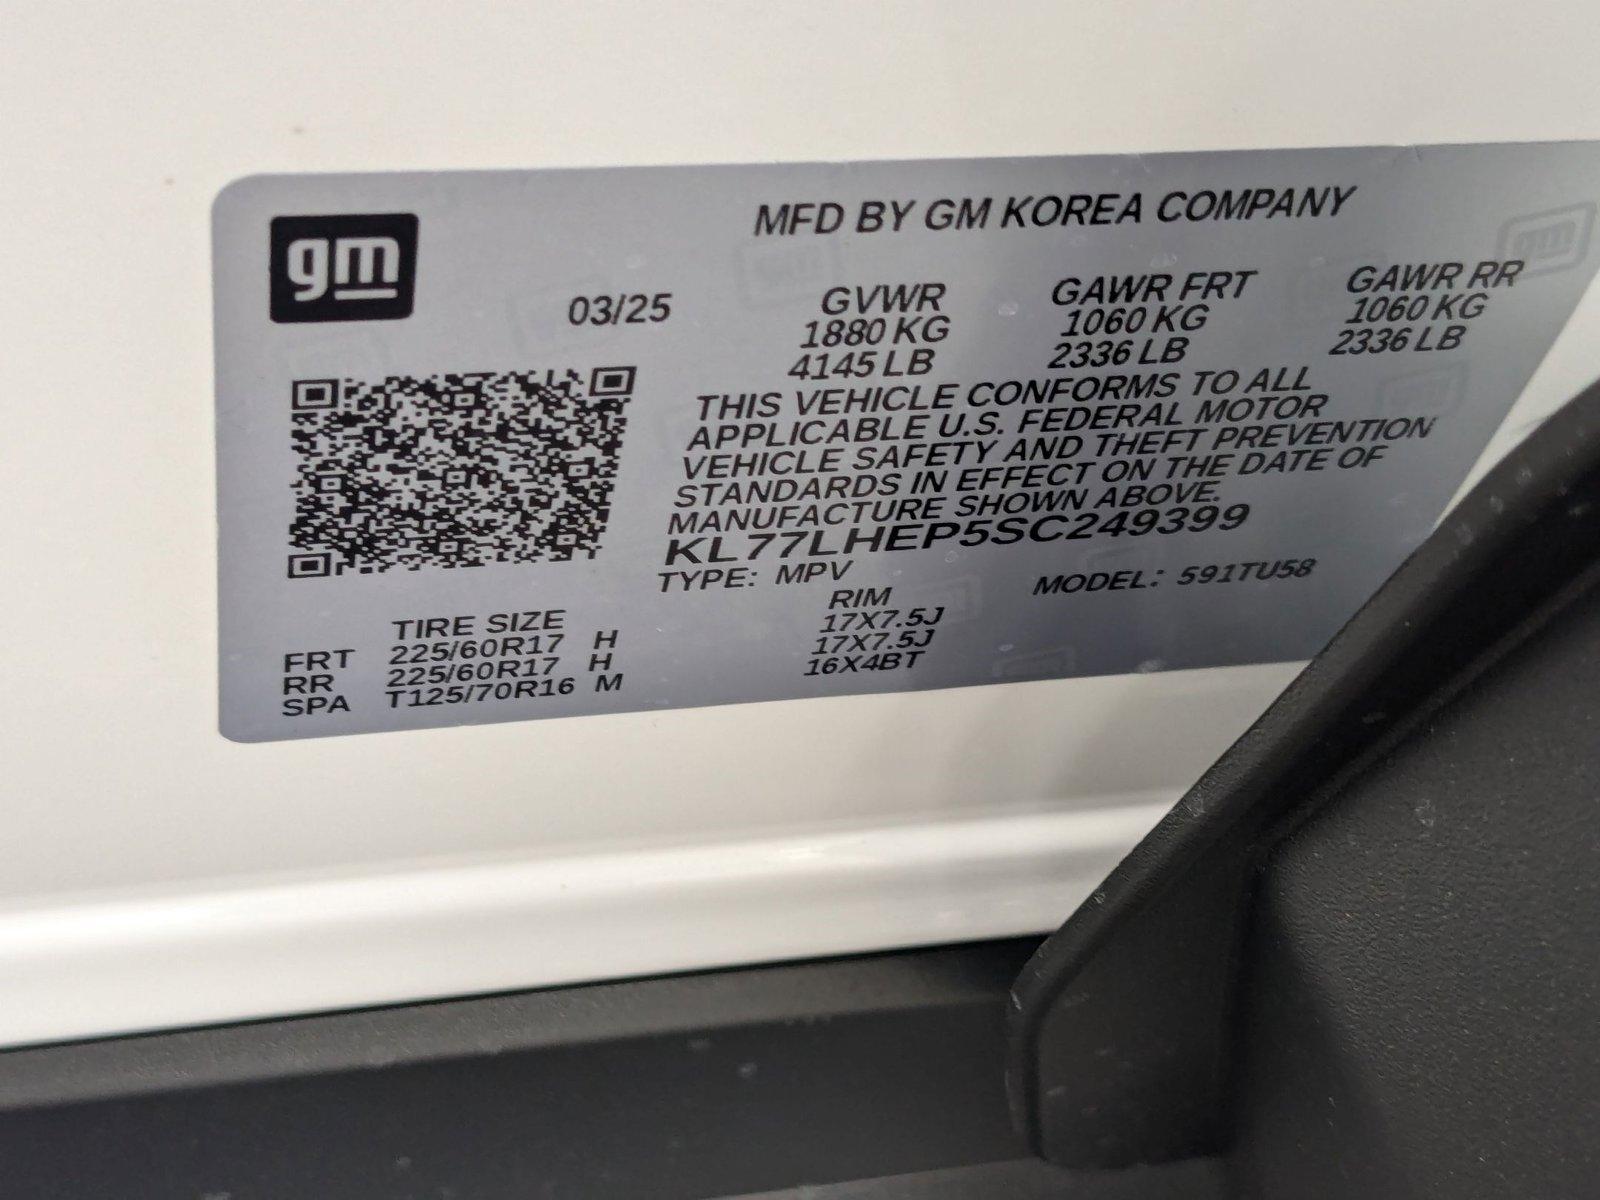 gm
MFD BY GM KOREA COMPANY
03/25
GVWR GAWR FRT GAWR RR
1880 KG 1060 KG 1060 KG
4145 LB 2336 LB 2336 LB
THIS VEHICLE CONFORMS TO ALL
APPLICABLE U.S. FEDERAL MOTOR
VEHICLE SAFETY AND THEFT PREVENTION
STANDARDS IN EFFECT ON THE DATE OF
MANUFACTURE SHOWN ABOVE.
KL77LHEP5SC249399
TYPE: MPV MODEL: 591TU58
TIRE SIZE RIM
FRT 225/60R17 H 17X7.5J
RR 225/60R17 H 17X7.5J
SPA T125/70R16 M 16X4BT